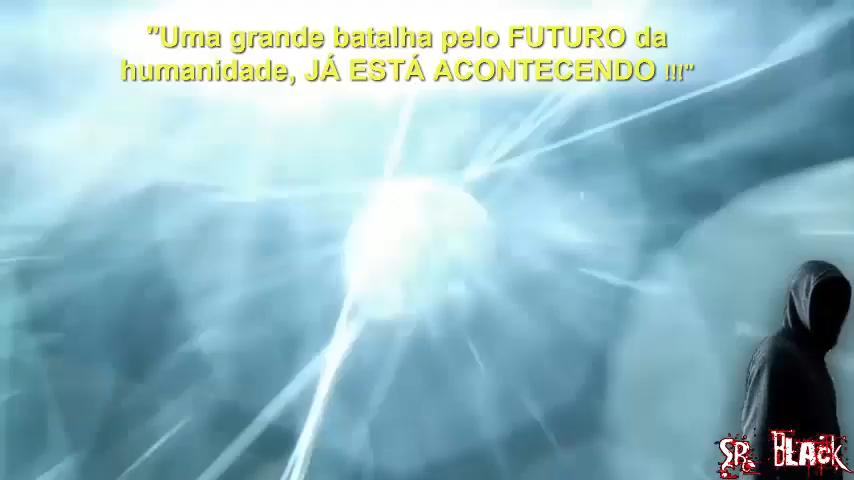 "Uma grande batalha pelo FUTURO da
humanidade, JÁ ESTÁ ACONTECENDO !!!"
SR. BLACK